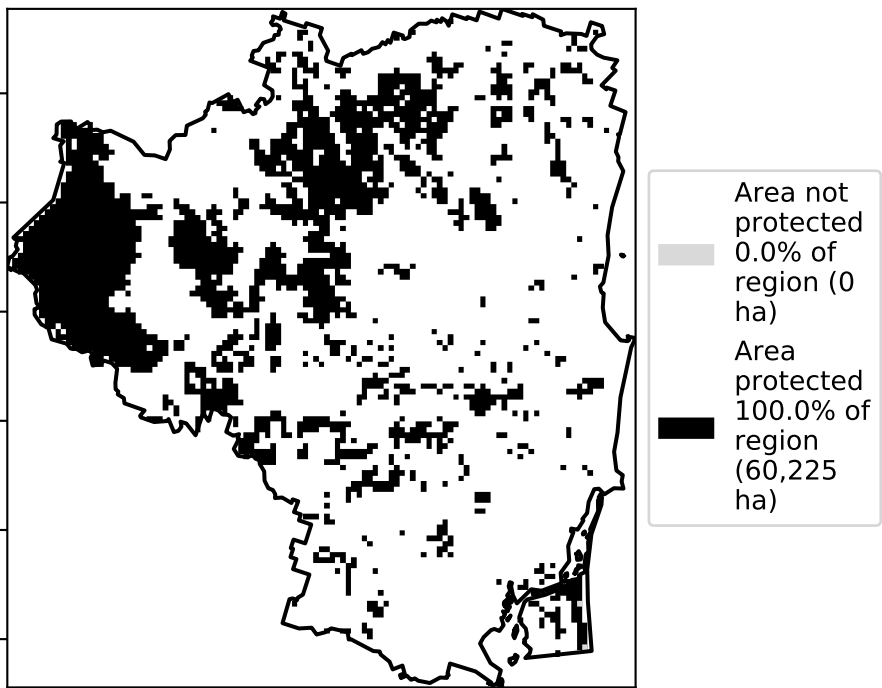 Area not
protected
0.0% of
region (0
ha)
Area
protected
100.0% of
region
(60,225
ha)